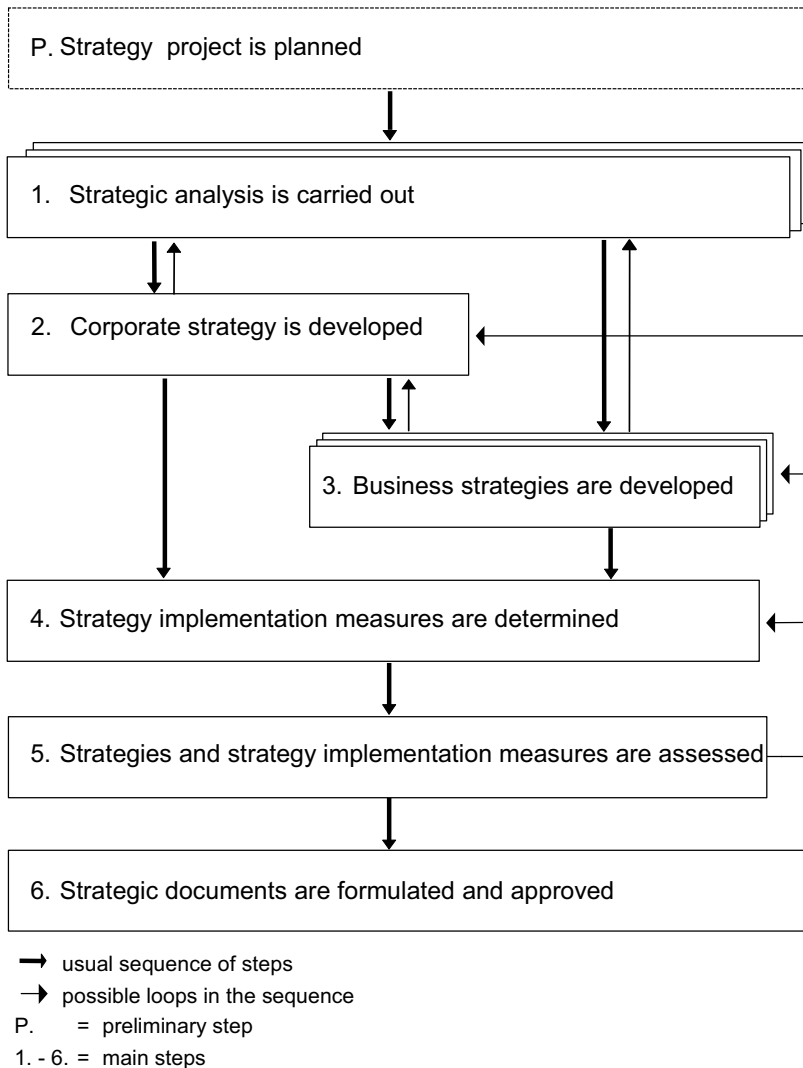 P. Strategy project is planned
1. Strategic analysis is carried out
2. Corporate strategy is developed
3. Business strategies are developed
4. Strategy implementation measures are determined
5. Strategies and strategy implementation measures are assessed
6. Strategic documents are formulated and approved
usual sequence of steps
possible loops in the sequence
P. = preliminary step
1. - 6. = main steps